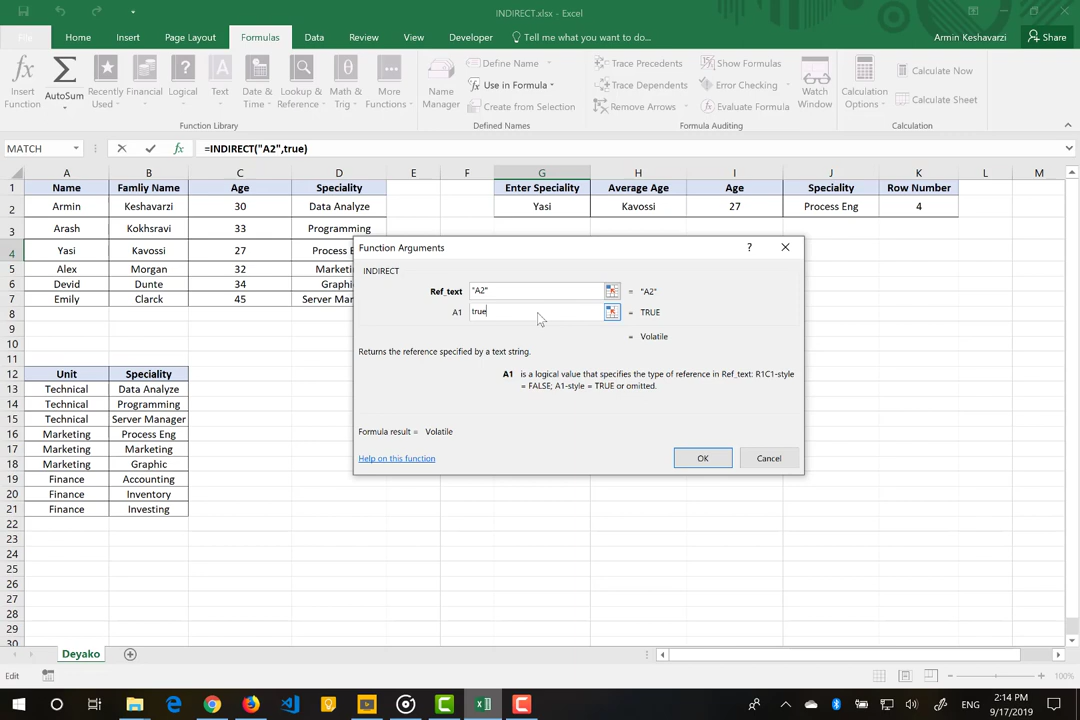 INDIRECT.xlsx - Excel
File Home Insert Page Layout Formulas Data Review View Developer Tell me what you want to do... Armin Keshavarzi Share
Insert Function
AutoSum
Recently Used
Financial
Logical
Text
Date & Time
Lookup & Reference
Math & Trig
More Functions
Function Library
Name Manager
Define Name
Use in Formula
Create from Selection
Defined Names
Trace Precedents
Trace Dependents
Remove Arrows
Show Formulas
Error Checking
Evaluate Formula
Formula Auditing
Watch Window
Calculation Options
Calculate Now
Calculate Sheet
Calculation
MATCH fx =INDIRECT("A2",true)
A B C D E F G H I J K L M
1 Name Famliy Name Age Speciality Enter Speciality Average Age Age Speciality Row Number
2 Armin Keshavarzi 30 Data Analyze Yasi Kavossi 27 Process Eng 4
3 Arash Kokhsravi 33 Programming
4 Yasi Kavossi 27 Process E
5 Alex Morgan 32 Marketi
6 Devid Dunte 34 Graphi
7 Emily Clarck 45 Server Mar
8
9
10
11
12 Unit Speciality
13 Technical Data Analyze
14 Technical Programming
15 Technical Server Manager
16 Marketing Process Eng
17 Marketing Marketing
18 Marketing Graphic
19 Finance Accounting
20 Finance Inventory
21 Finance Investing
22
23
24
25
26
27
28
29
30
Function Arguments ?
INDIRECT
Ref_text "A2" = "A2"
A1 true = TRUE
= Volatile
Returns the reference specified by a text string.
A1 is a logical value that specifies the type of reference in Ref_text: R1C1-style
= FALSE; A1-style = TRUE or omitted.
Formula result = Volatile
Help on this function OK Cancel
Deyako
Edit 100%
ENG 2:14 PM
9/17/2019